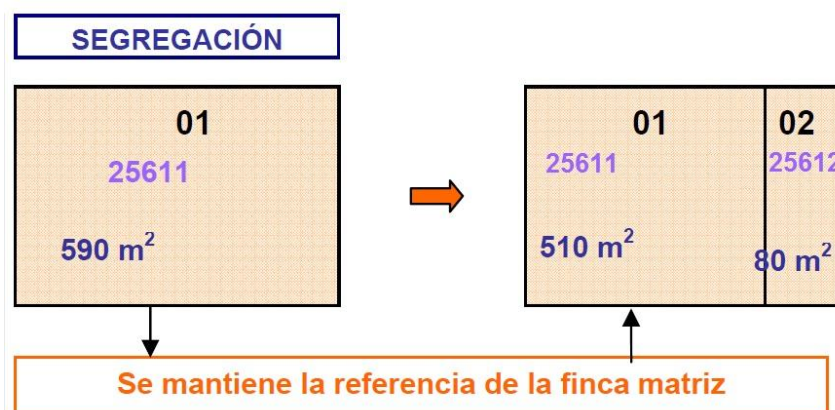 SEGREGACIÓN
01
25611
590 m²
01
25611
510 m²
02
25612
80 m²
Se mantiene la referencia de la finca matriz